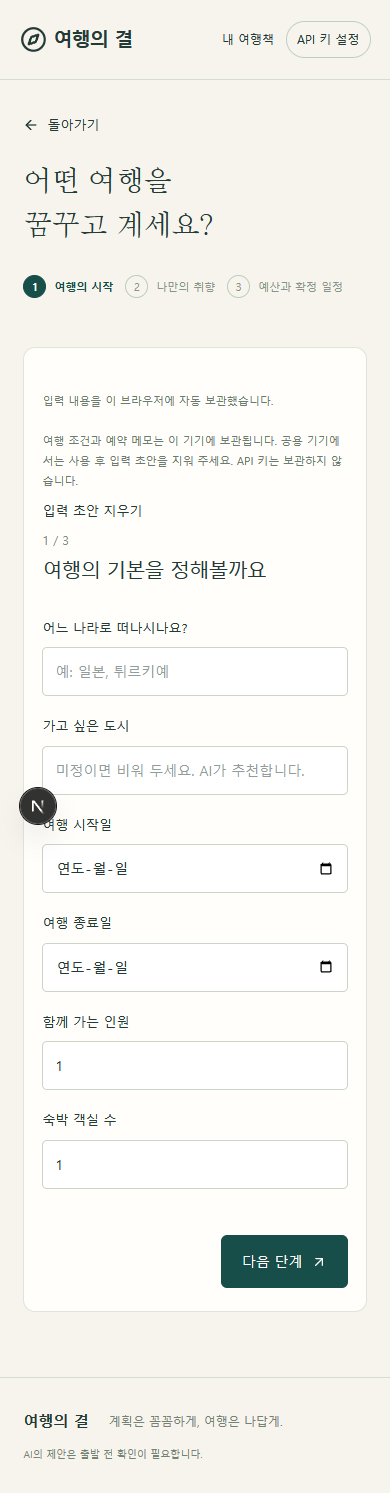 여행의 결
내 여행책
API 키 설정
← 돌아가기
어떤 여행을
꿈꾸고 계세요?
1 여행의 시작 2 나만의 취향 3 예산과 확정 일정
입력 내용을 이 브라우저에 자동 보관했습니다.
여행 조건과 예약 메모는 이 기기에 보관됩니다. 공용 기기에
서는 사용 후 입력 초안을 지워 주세요. API 키는 보관하지 않
습니다.
입력 초안 지우기
1 / 3
여행의 기본을 정해볼까요
어느 나라로 떠나시나요?
예: 일본, 튀르키예
가고 싶은 도시
미정이면 비워 두세요. AI가 추천합니다.
N
여행 시작일
연도-월-일
여행 종료일
연도-월-일
함께 가는 인원
1
숙박 객실 수
1
다음 단계 ↗
여행의 결
계획은 꼼꼼하게, 여행은 나답게.
AI의 제안은 출발 전 확인이 필요합니다.